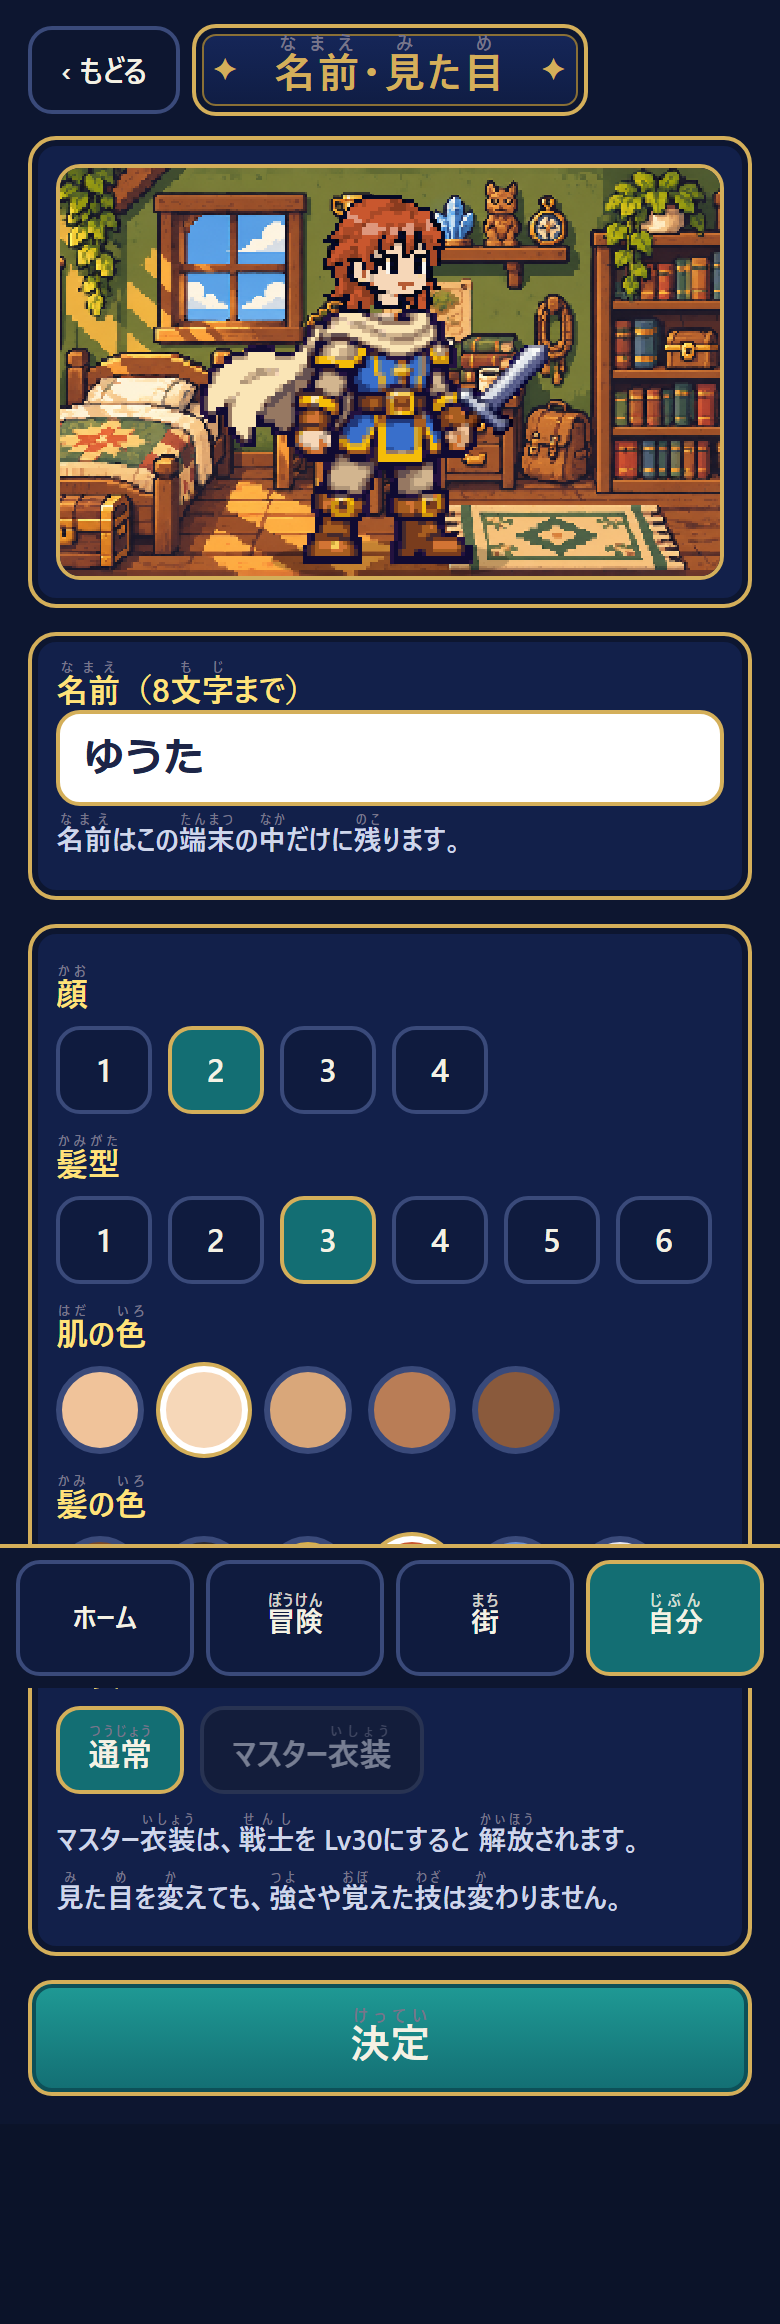 ‹ もどる
なまえ み め
名前・見た目
なまえ もじ
名前（8文字まで）
ゆうた
なまえ たんまつ なか のこ
名前はこの端末の中だけに残ります。
かお
顔
1 2 3 4
かみがた
髪型
1 2 3 4 5 6
はだ いろ
肌の色
かみ いろ
髪の色
ぼうけん まち じぶん
ホーム 冒険 街 自分
つうじょう いしょう
通常 マスター衣装
いしょう せんし かいほう
マスター衣装は、戦士を Lv30にすると 解放されます。
み め か つよ おぼ わざ か
見た目を変えても、強さや覚えた技は変わりません。
けってい
決定